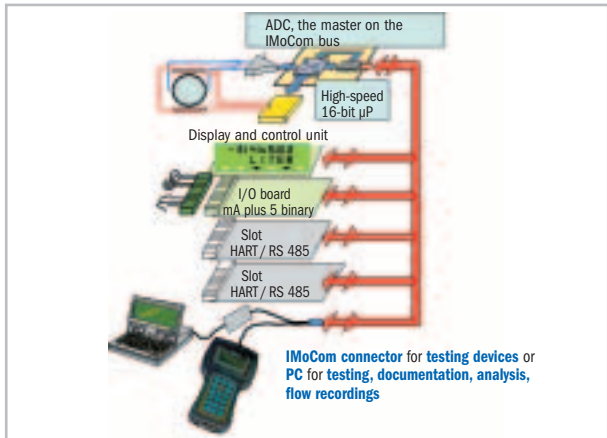 ADC, the master on the
IMoCom bus
High-speed
16-bit µP
Display and control unit
LITER
I/O board
mA plus 5 binary
Slot
HART / RS 485
Slot
HART / RS 485
IMoCom connector for testing devices or
PC for testing, documentation, analysis,
flow recordings